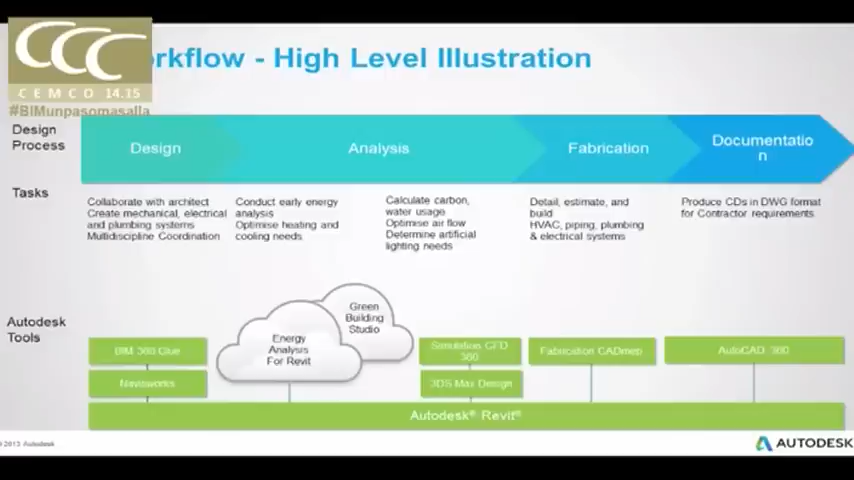 CCC
CEMCO 14.15
#BIMunpasomasalla
rkflow - High Level Illustration
Design
Process
Design
Analysis
Fabrication
Documentatio
n
Tasks
Collaborate with architect
Create mechanical, electrical
and plumbing systems
Multidiscipline Coordination
Conduct early energy
analysis
Optimise heating and
cooling needs
Calculate carbon,
water usage
Optimise air flow
Determine artificial
lighting needs
Detail, estimate, and
build
HVAC, piping, plumbing
& electrical systems
Produce CDs in DWG format
for Contractor requirements
Autodesk
Tools
Green
Building
Studio
Energy
Analysis
For Revit
BIM 360 Glue
Navisworks
Simulation CFD
360
3DS Max Design
Fabrication CADmep
AutoCAD 360
Autodesk® Revit®
© 2013 Autodesk
AUTODESK